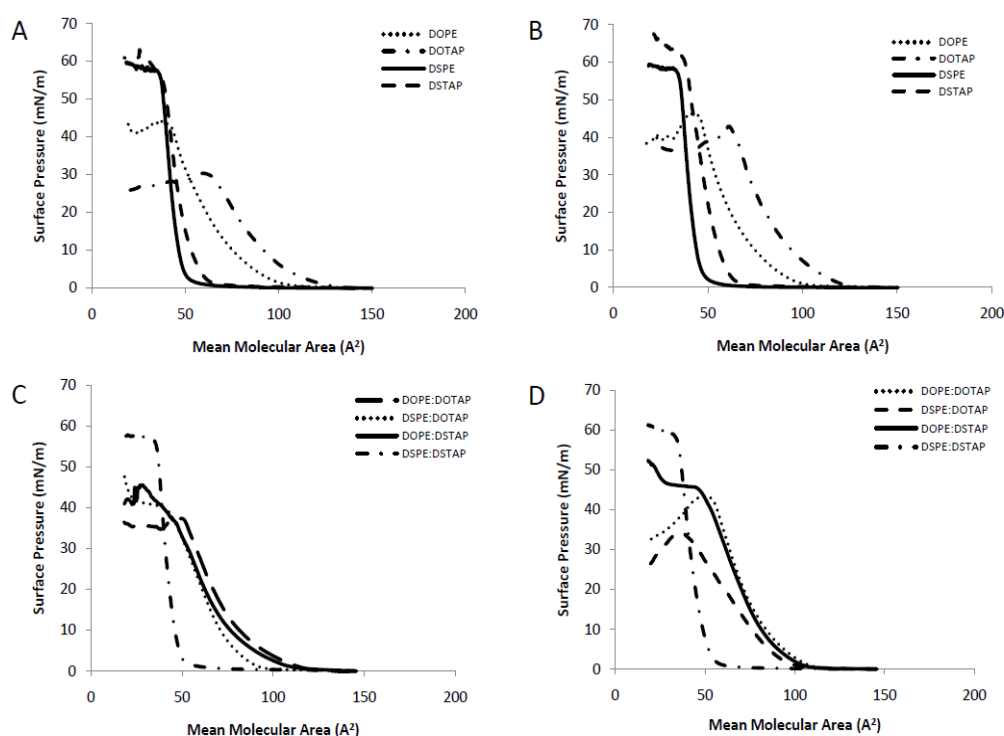 A
70
60
50
40
30
20
10
0
Surface Pressure (mN/m)
0 50 100 150 200
Mean Molecular Area (A²)
DOPE
DOTAP
DSPE
DSTAP
B
70
60
50
40
30
20
10
0
Surface Pressure (mN/m)
0 50 100 150 200
Mean Molecular Area (A²)
DOPE
DOTAP
DSPE
DSTAP
C
70
60
50
40
30
20
10
0
Surface Pressure (mN/m)
0 50 100 150 200
Mean Molecular Area (A²)
DOPE:DOTAP
DSPE:DOTAP
DOPE:DSTAP
DSPE:DSTAP
D
70
60
50
40
30
20
10
0
Surface Pressure (mN/m)
0 50 100 150 200
Mean Molecular Area (A²)
DOPE:DOTAP
DSPE:DOTAP
DOPE:DSTAP
DSPE:DSTAP